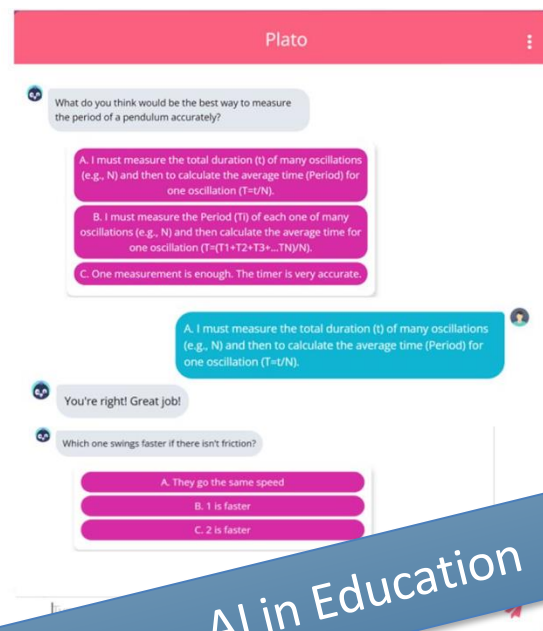 Plato
What do you think would be the best way to measure
the period of a pendulum accurately?
A. I must measure the total duration (t) of many oscillations
(e.g., N) and then to calculate the average time (Period) for
one oscillation (T=t/N).
B. I must measure the Period (Ti) of each one of many
oscillations (e.g., N) and then calculate the average time for
one oscillation (T=(T1+T2+T3+...TN)/N).
C. One measurement is enough. The timer is very accurate.
A. I must measure the total duration (t) of many oscillations
(e.g., N) and then to calculate the average time (Period) for
one oscillation (T=t/N).
You're right! Great job!
Which one swings faster if there isn't friction?
A. They go the same speed
B. 1 is faster
C. 2 is faster
AI in Education